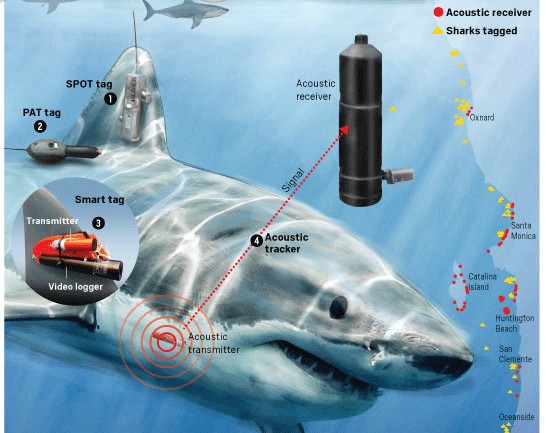 Acoustic receiver
Sharks tagged
SPOT tag
1
PAT tag
2
Smart tag
3
Transmitter
Video logger
Acoustic
receiver
Signal
4 Acoustic
tracker
Acoustic
transmitter
Oxnard
Santa
Monica
Catalina
Island
Huntington
Beach
San
Clemente
Oceanside